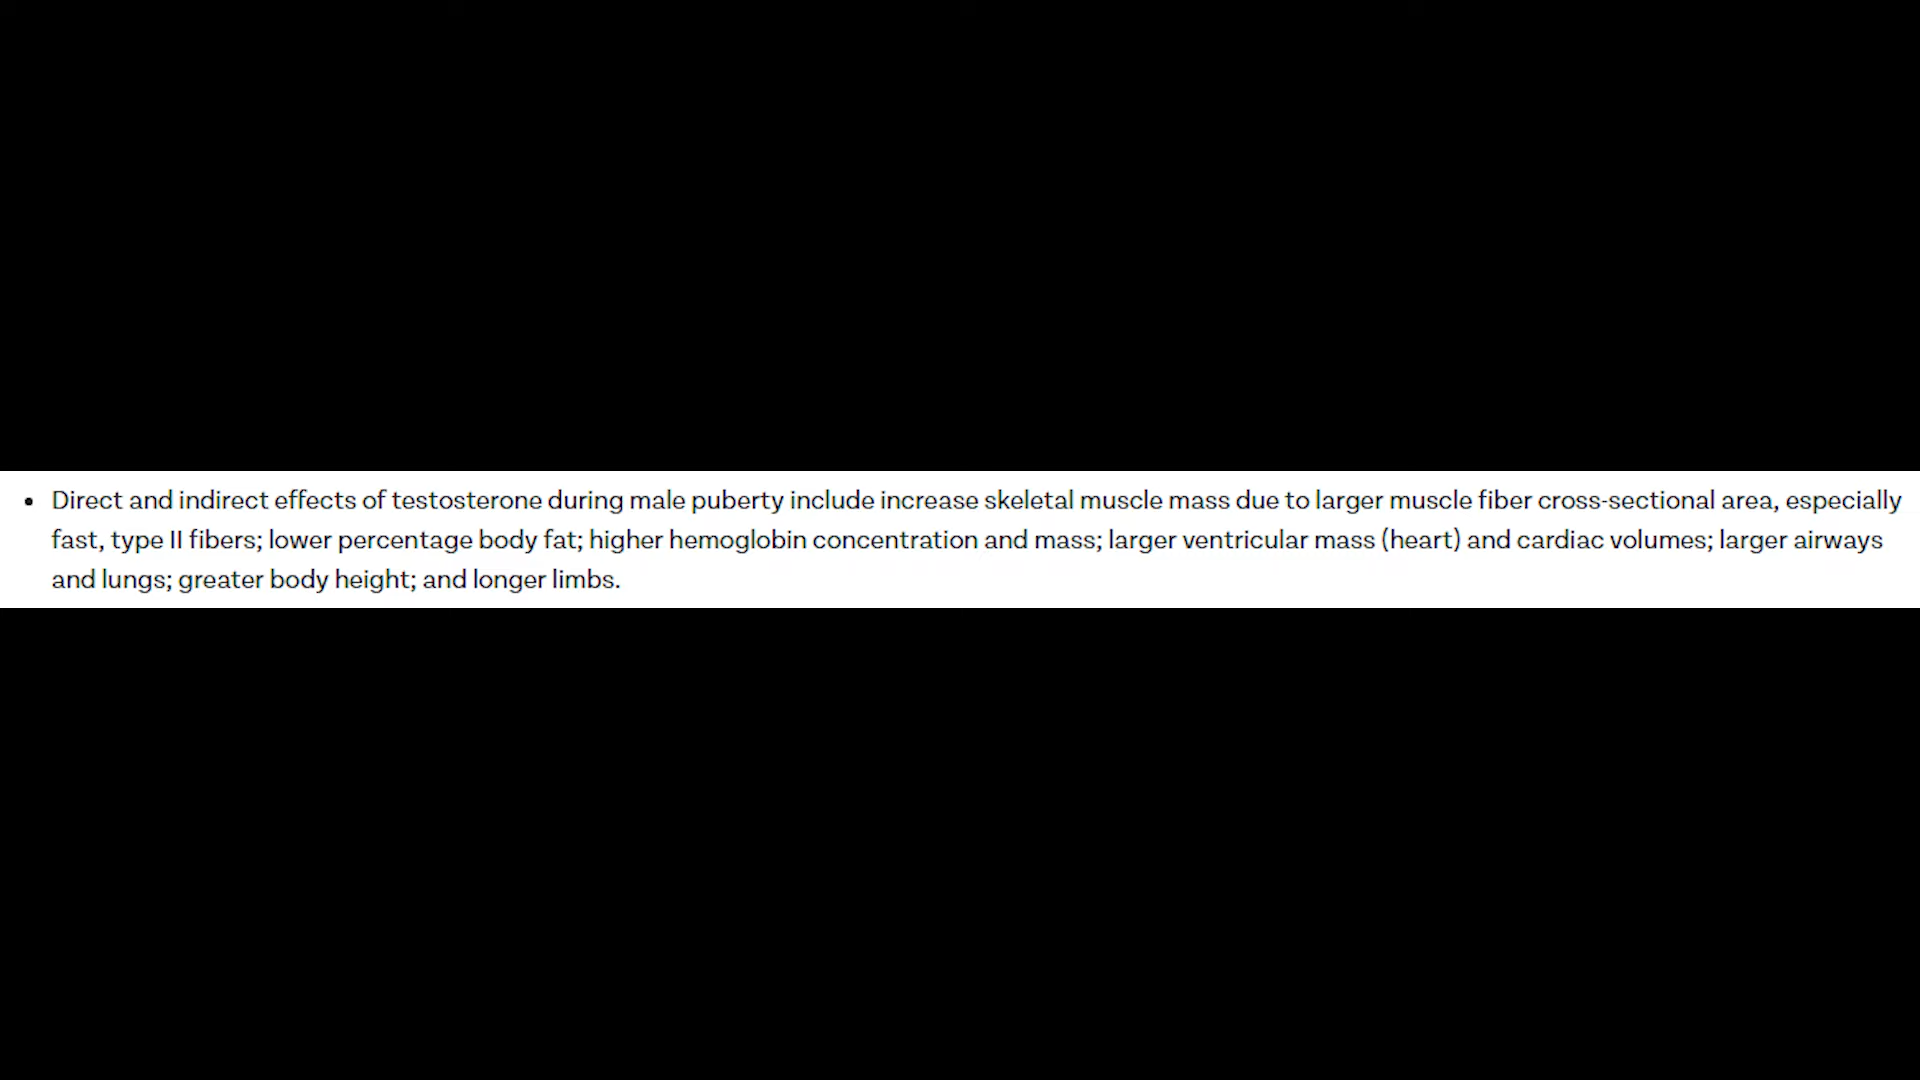 • Direct and indirect effects of testosterone during male puberty include increase skeletal muscle mass due to larger muscle fiber cross-sectional area, especially
fast, type II fibers; lower percentage body fat; higher hemoglobin concentration and mass; larger ventricular mass (heart) and cardiac volumes; larger airways
and lungs; greater body height; and longer limbs.